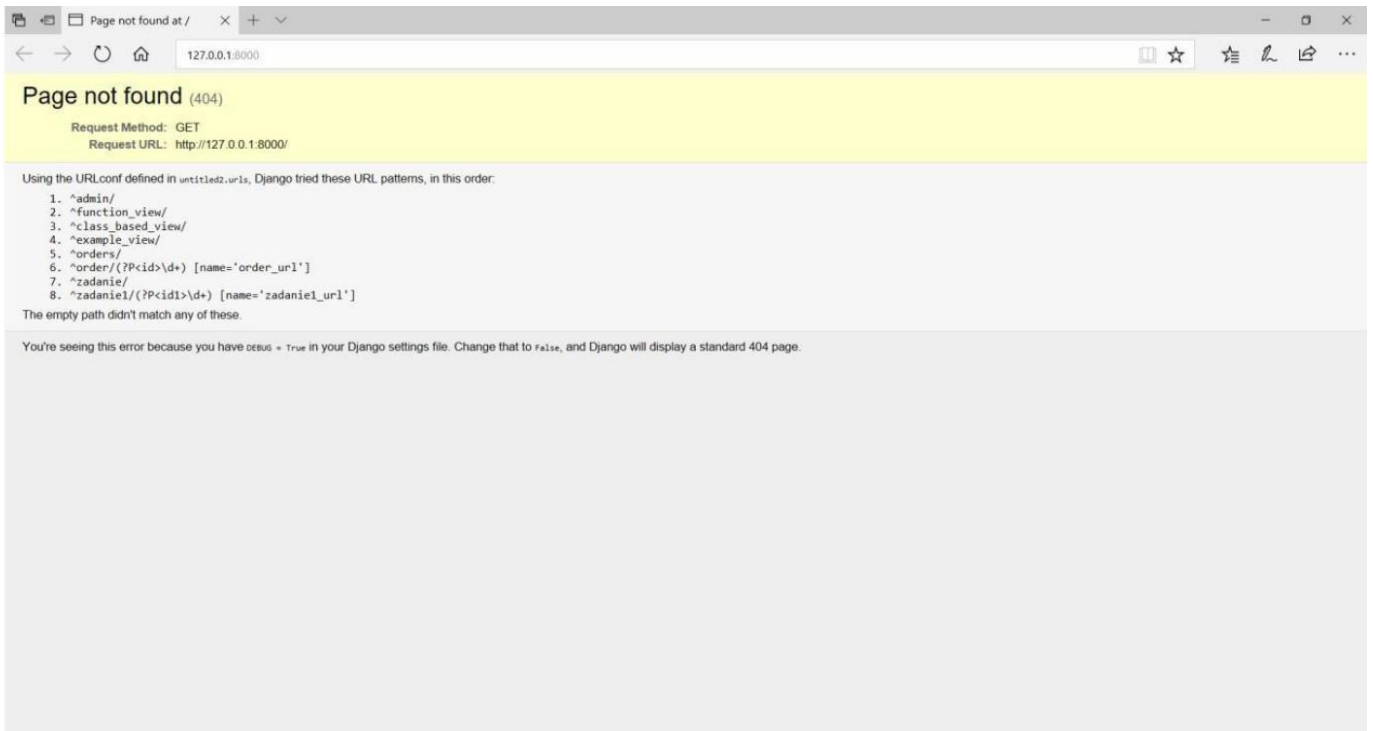 Page not found at /
127.0.0.1:8000
Page not found (404)
Request Method: GET
Request URL: http://127.0.0.1:8000/
Using the URLconf defined in untitled2.urls, Django tried these URL patterns, in this order:
1. ^admin/
2. ^function_view/
3. ^class_based_view/
4. ^example_view/
5. ^orders/
6. ^order/(?P<id>\d+) [name='order_url']
7. ^zadanie/
8. ^zadanie1/(?P<id1>\d+) [name='zadanie1_url']
The empty path didn't match any of these.
You're seeing this error because you have DEBUG = True in your Django settings file. Change that to False, and Django will display a standard 404 page.